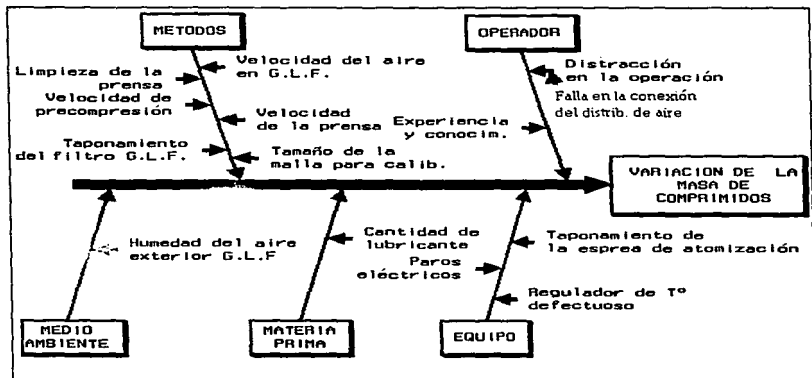 METODOS
OPERADOR
Velocidad del aire
en G.L.F.
Limpieza de la
prensa
Velocidad de
precompresión
Velocidad
de la prensa
Taponamiento
del filtro G.L.F.
Tamaño de la
malla para calib.
Distracción
en la operación
Falla en la conexión
del distrib. de aire
Experiencia
y conocim.
VARIACION DE LA
MASA DE
COMPRIMIDOS
Humedad del aire
exterior G.L.F
Cantidad de
lubricante
Paros
eléctricos
Taponamiento de
la esprea de atomización
Regulador de Tº
defectuoso
MEDIO
AMBIENTE
MATERIA
PRIMA
EQUIPO